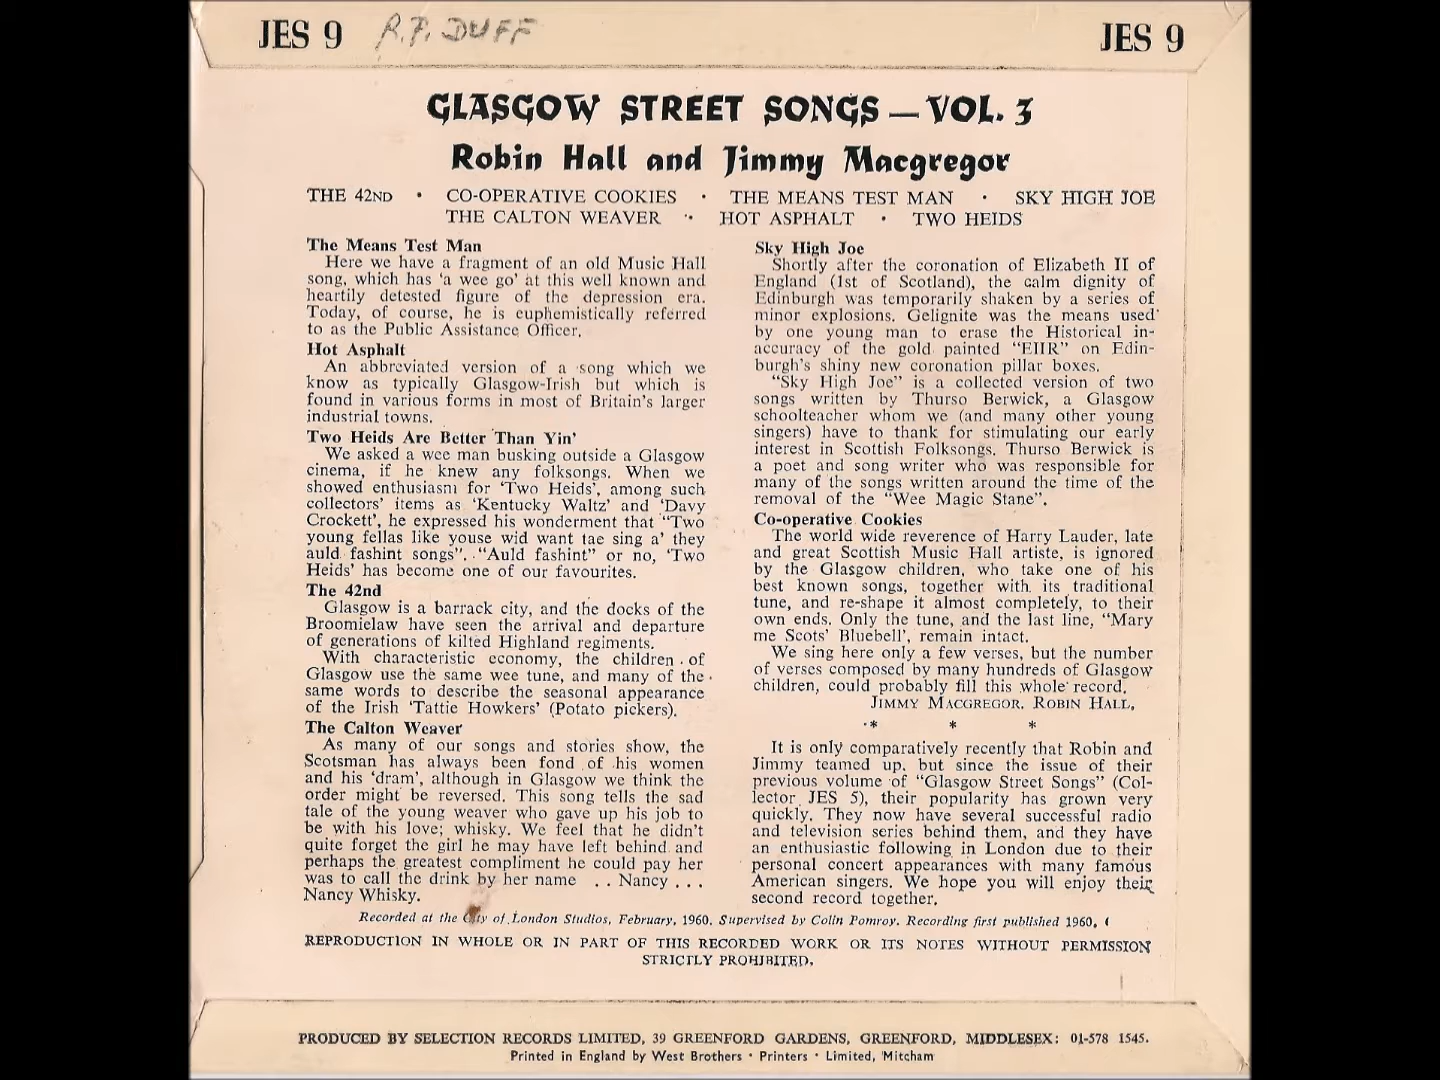 JES 9 R.P. DUFF JES 9
GLASGOW STREET SONGS — VOL. 3
Robin Hall and Jimmy Macgregor
THE 42ND · CO-OPERATIVE COOKIES · THE MEANS TEST MAN · SKY HIGH JOE
THE CALTON WEAVER · HOT ASPHALT · TWO HEIDS
The Means Test Man
Here we have a fragment of an old Music Hall
song, which has 'a wee go' at this well known and
heartily detested figure of the depression era.
Today, of course, he is euphemistically referred
to as the Public Assistance Officer.
Hot Asphalt
An abbreviated version of a song which we
know as typically Glasgow-Irish but which is
found in various forms in most of Britain's larger
industrial towns.
Two Heids Are Better Than Yin'
We asked a wee man busking outside a Glasgow
cinema, if he knew any folksongs. When we
showed enthusiasm for 'Two Heids', among such
collectors' items as 'Kentucky Waltz' and 'Davy
Crockett', he expressed his wonderment that "Two
young fellas like youse wid want tae sing a' they
auld fashint songs". "Auld fashint" or no, 'Two
Heids' has become one of our favourites.
The 42nd
Glasgow is a barrack city, and the docks of the
Broomielaw have seen the arrival and departure
of generations of kilted Highland regiments.
With characteristic economy, the children of
Glasgow use the same wee tune, and many of the
same words to describe the seasonal appearance
of the Irish 'Tattie Howkers' (Potato pickers).
The Calton Weaver
As many of our songs and stories show, the
Scotsman has always been fond of his women
and his 'dram', although in Glasgow we think the
order might be reversed. This song tells the sad
tale of the young weaver who gave up his job to
be with his love; whisky. We feel that he didn't
quite forget the girl he may have left behind and
perhaps the greatest compliment he could pay her
was to call the drink by her name . . Nancy . . .
Nancy Whisky.
Sky High Joe
Shortly after the coronation of Elizabeth II of
England (1st of Scotland), the calm dignity of
Edinburgh was temporarily shaken by a series of
minor explosions. Gelignite was the means used
by one young man to erase the Historical in-
accuracy of the gold painted "EIIR" on Edin-
burgh's shiny new coronation pillar boxes.
"Sky High Joe" is a collected version of two
songs written by Thurso Berwick, a Glasgow
schoolteacher whom we (and many other young
singers) have to thank for stimulating our early
interest in Scottish Folksongs. Thurso Berwick is
a poet and song writer who was responsible for
many of the songs written around the time of the
removal of the "Wee Magic Stane".
Co-operative Cookies
The world wide reverence of Harry Lauder, late
and great Scottish Music Hall artiste, is ignored
by the Glasgow children, who take one of his
best known songs, together with its traditional
tune, and re-shape it almost completely, to their
own ends. Only the tune, and the last line, "Mary
me Scots' Bluebell', remain intact.
We sing here only a few verses, but the number
of verses composed by many hundreds of Glasgow
children, could probably fill this whole record.
JIMMY MACGREGOR, ROBIN HALL,
* * *
It is only comparatively recently that Robin and
Jimmy teamed up, but since the issue of their
previous volume of "Glasgow Street Songs" (Col-
lector JES 5), their popularity has grown very
quickly. They now have several successful radio
and television series behind them, and they have
an enthusiastic following in London due to their
personal concert appearances with many famous
American singers. We hope you will enjoy their
second record together.
Recorded at the City of London Studios, February, 1960. Supervised by Colin Pomroy. Recording first published 1960.
REPRODUCTION IN WHOLE OR IN PART OF THIS RECORDED WORK OR ITS NOTES WITHOUT PERMISSION
STRICTLY PROHIBITED.
PRODUCED BY SELECTION RECORDS LIMITED, 39 GREENFORD GARDENS, GREENFORD, MIDDLESEX: 01-578 1545.
Printed in England by West Brothers · Printers · Limited, Mitcham